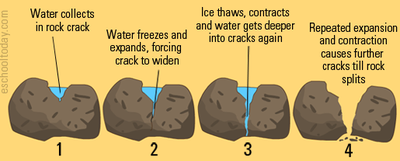 Water collects
in rock crack
Water freezes and
expands, forcing
crack to widen
Ice thaws, contracts
and water gets deeper
into cracks again
Repeated expansion
and contraction
causes further
cracks till rock
splits
eschooltoday.com
1
2
3
4